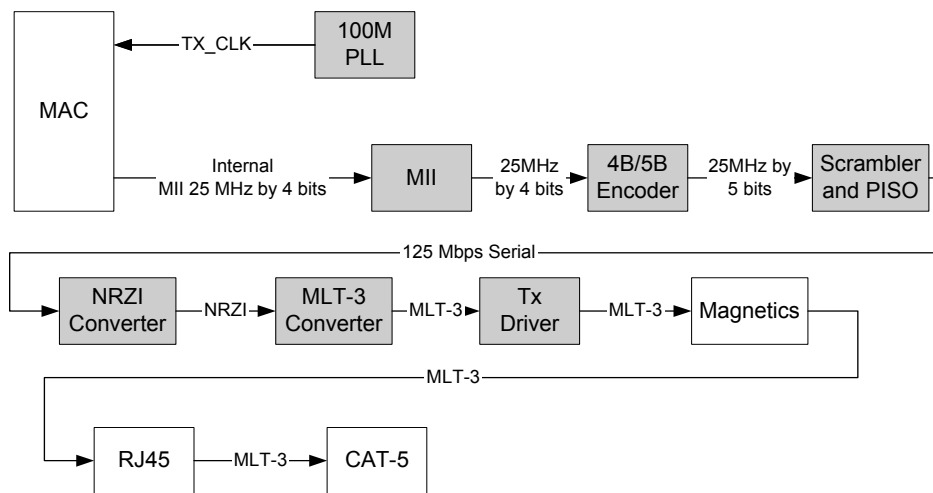 100M
PLL
TX_CLK
MAC
Internal
MII 25 MHz by 4 bits
MII
25MHz
by 4 bits
4B/5B
Encoder
25MHz by
5 bits
Scrambler
and PISO
125 Mbps Serial
NRZI
Converter
NRZI
MLT-3
Converter
MLT-3
Tx
Driver
MLT-3
Magnetics
MLT-3
RJ45
MLT-3
CAT-5